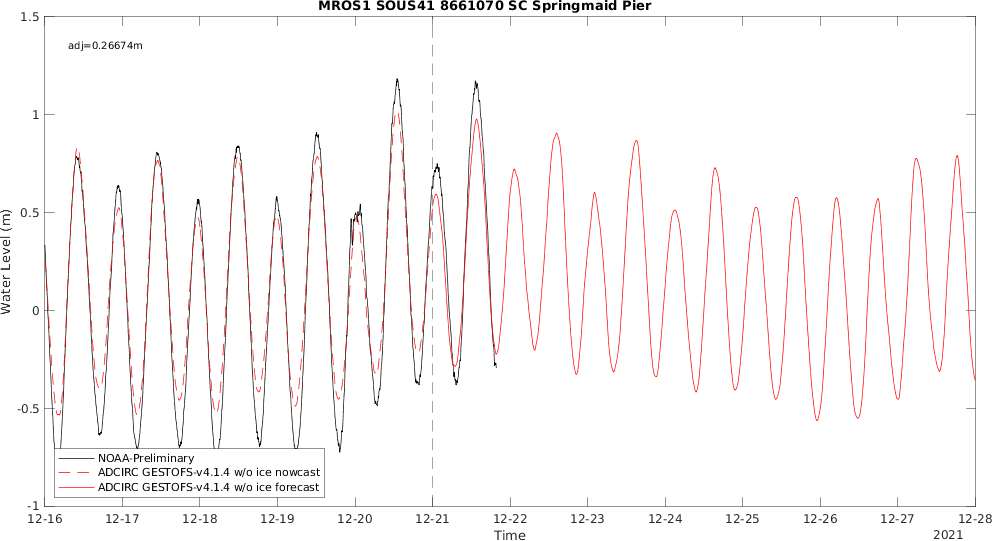 MROS1 SOUS41 8661070 SC Springmaid Pier
adj=0.26674m
1.5
1
0.5
0
-0.5
-1
Water Level (m)
NOAA-Preliminary
ADCIRC GESTOFS-v4.1.4 w/o ice nowcast
ADCIRC GESTOFS-v4.1.4 w/o ice forecast
12-16 12-17 12-18 12-19 12-20 12-21 12-22 12-23 12-24 12-25 12-26 12-27 12-28
Time
2021